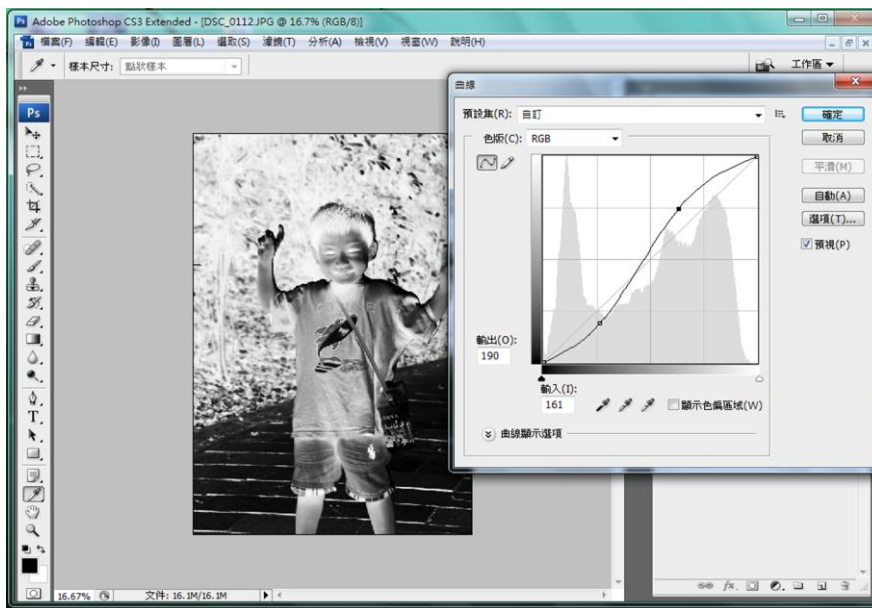 Adobe Photoshop CS3 Extended - [DSC_0112.JPG @ 16.7% (RGB/8)]
檔案(F) 編輯(E) 影像(I) 圖層(L) 選取(S) 濾鏡(T) 分析(A) 檢視(V) 視窗(W) 說明(H)
樣本尺寸: 點狀樣本
工作區
Ps
曲線
預設集(R): 自訂
確定
色版(C): RGB
取消
平滑(M)
自動(A)
選項(T)...
預視(P)
輸出(O):
190
輸入(I):
161
顯示色偏區域(W)
曲線顯示選項
16.67%
文件: 16.1M/16.1M